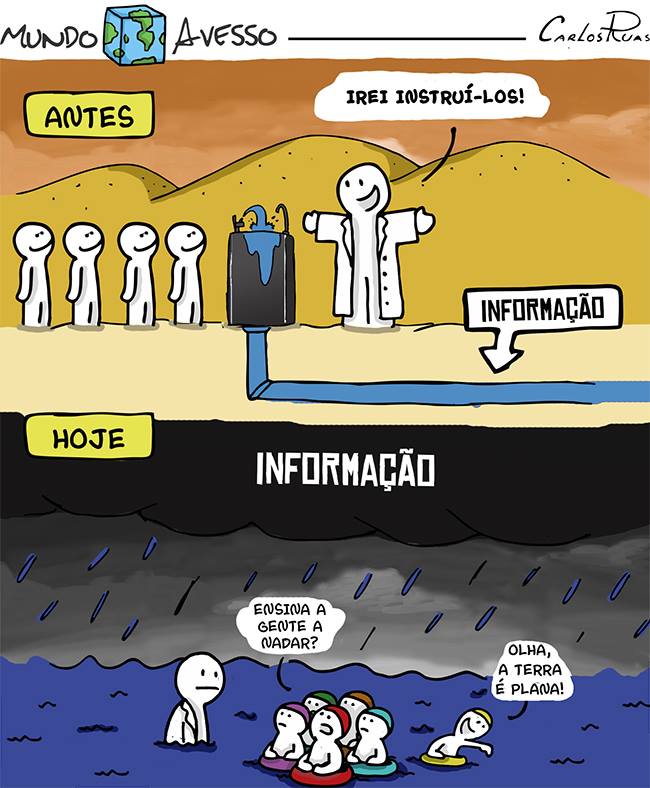 MUNDO AVESSO
CARLOS RUAS
ANTES
IREI INSTRUÍ-LOS!
INFORMAÇÃO
HOJE
INFORMAÇÃO
ENSINA A
GENTE A
NADAR?
OLHA,
A TERRA
É PLANA!